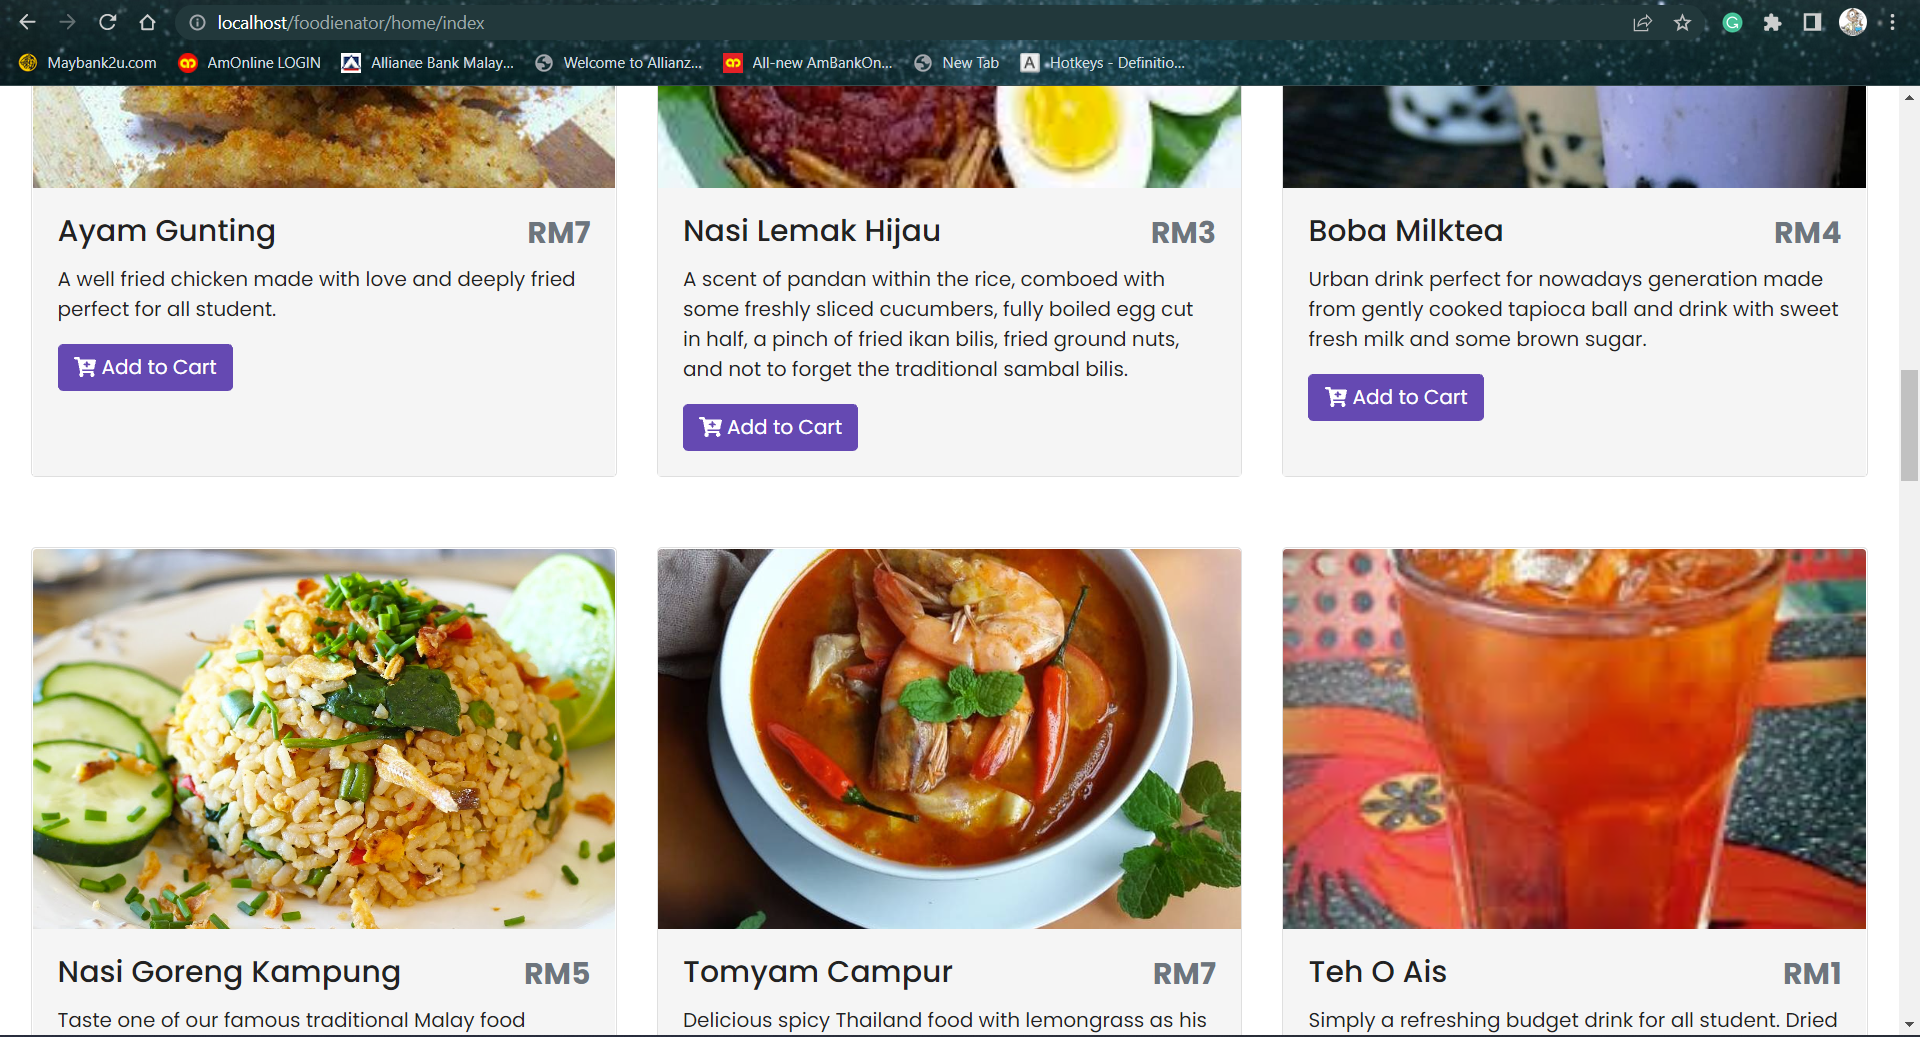 localhost/foodienator/home/index
Maybank2u.com
AmOnline LOGIN
Alliance Bank Malay...
Welcome to Allianz...
All-new AmBankOn...
New Tab
Hotkeys - Definitio...
Ayam Gunting
RM7
A well fried chicken made with love and deeply fried
perfect for all student.
Add to Cart
Nasi Lemak Hijau
RM3
A scent of pandan within the rice, comboed with
some freshly sliced cucumbers, fully boiled egg cut
in half, a pinch of fried ikan bilis, fried ground nuts,
and not to forget the traditional sambal bilis.
Add to Cart
Boba Milktea
RM4
Urban drink perfect for nowadays generation made
from gently cooked tapioca ball and drink with sweet
fresh milk and some brown sugar.
Add to Cart
Nasi Goreng Kampung
RM5
Taste one of our famous traditional Malay food
Tomyam Campur
RM7
Delicious spicy Thailand food with lemongrass as his
Teh O Ais
RM1
Simply a refreshing budget drink for all student. Dried